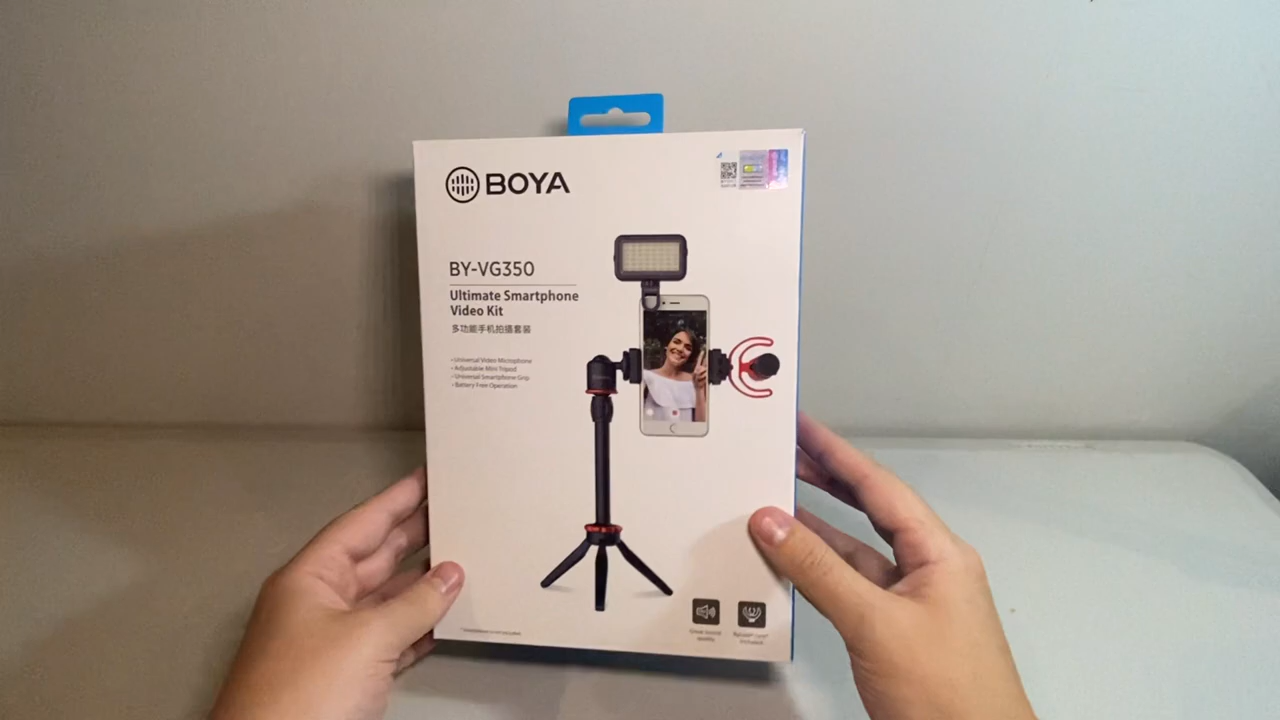 BOYA
BY-VG350
Ultimate Smartphone
Video Kit
多功能手机拍摄套装
• Universal Video Microphone
• Adjustable Mini Tripod
• Universal Smartphone Grip
• Battery Free Operation